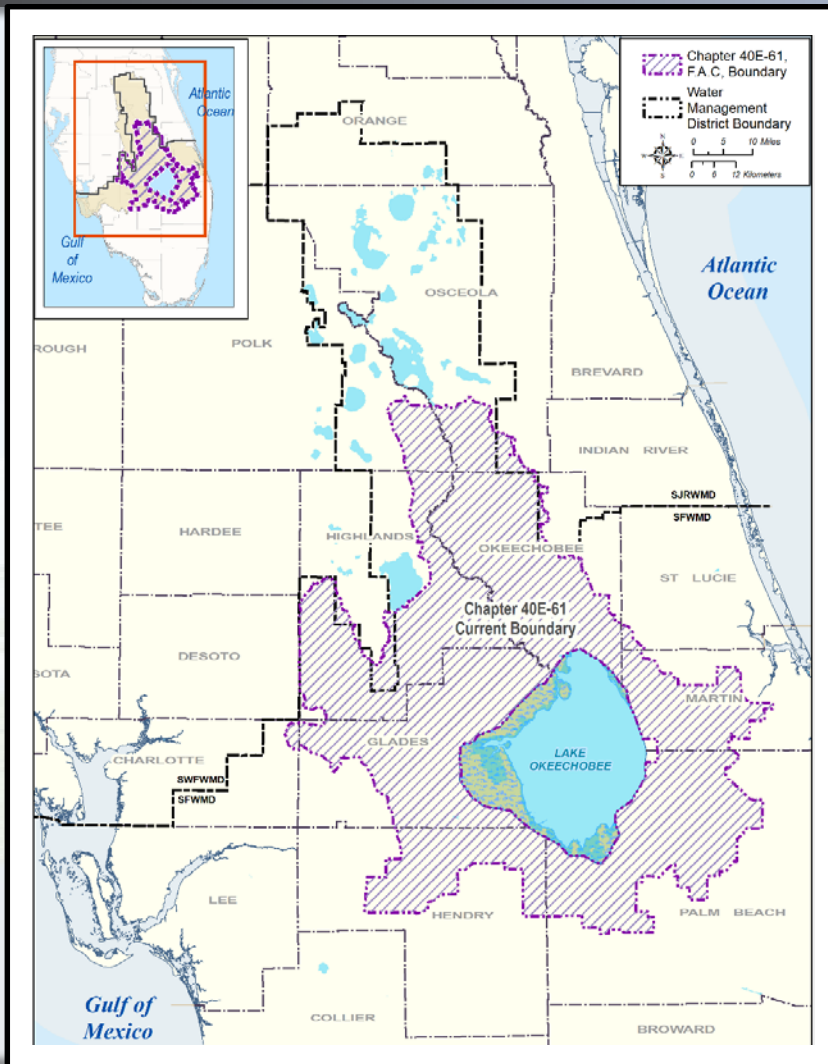 Atlantic
Ocean
Gulf
of
Mexico
Chapter 40E-61,
F.A.C, Boundary
Water
Management
District Boundary
N
W
E
S
0 5 10 Miles
0 6 12 Kilometers
ORANGE
Atlantic
Ocean
OSCEOLA
POLK
ROUGH
BREVARD
INDIAN RIVER
SJRWMD
SFWMD
TEE
HARDEE
HIGHLANDS
OKEECHOBEE
ST LUCIE
Chapter 40E-61
Current Boundary
DESOTO
SOTA
MARTIN
GLADES
LAKE
OKEECHOBEE
CHARLOTTE
SWFWMD
SFWMD
LEE
HENDRY
PALM BEACH
Gulf of
Mexico
COLLIER
BROWARD